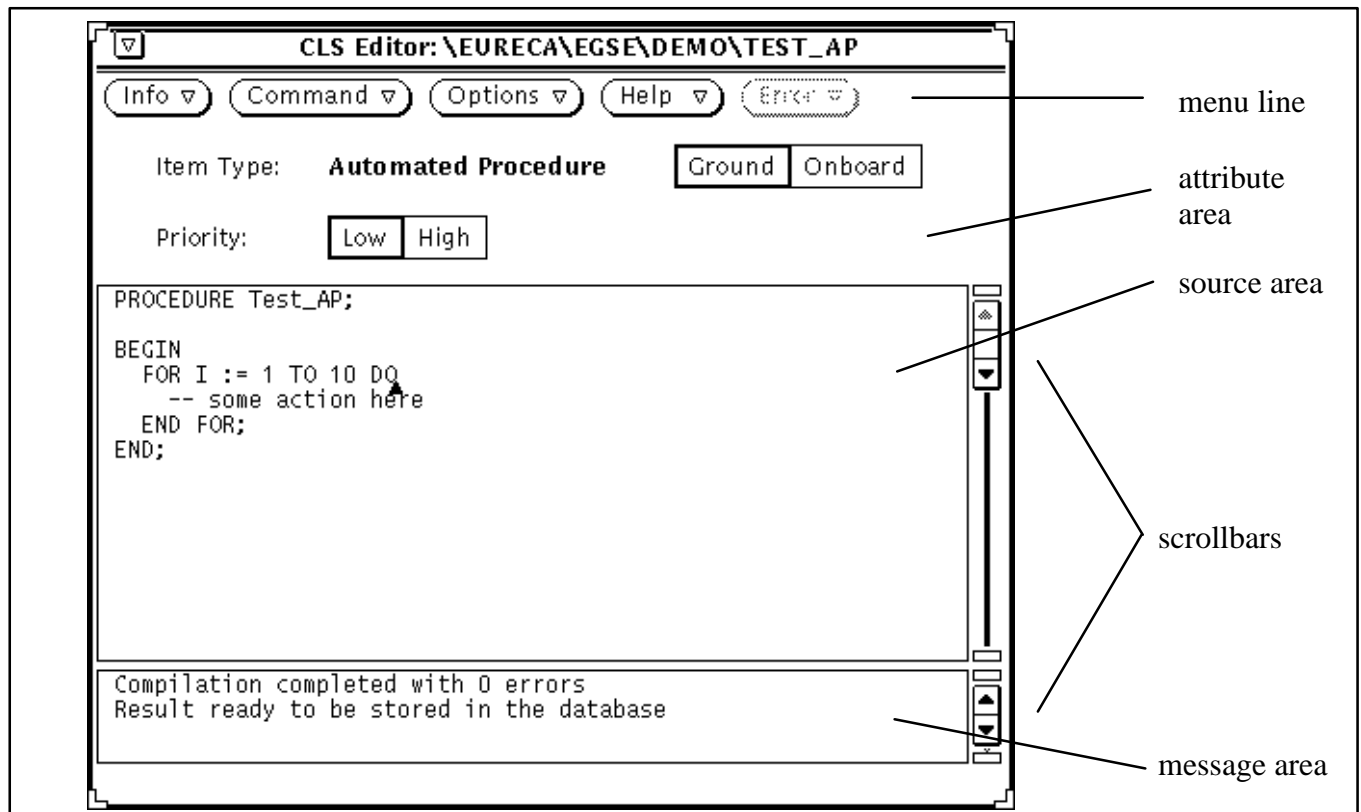 CLS Editor: \EURECA\EGSE\DEMO\TEST_AP
Info Command Options Help Error
menu line
Item Type: Automated Procedure Ground Onboard
attribute
area
Priority: Low High
source area
PROCEDURE Test_AP;
BEGIN
FOR I := 1 TO 10 DO
-- some action here
END FOR;
END;
scrollbars
Compilation completed with 0 errors
Result ready to be stored in the database
message area